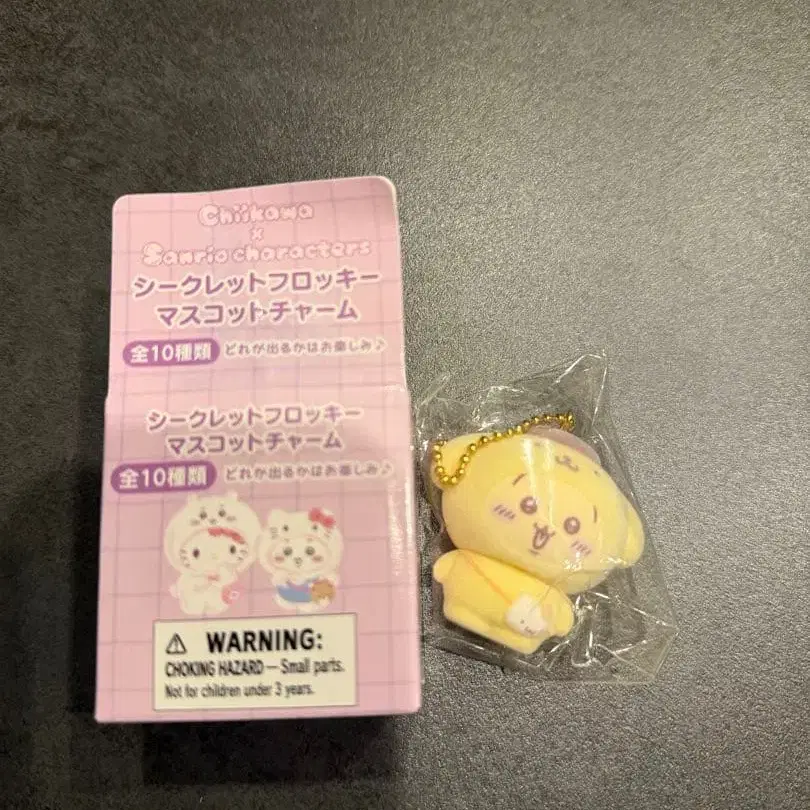 Chiikawa
×
Sanrio characters
シークレットフロッキー
マスコットチャーム
全10種類 どれが出るかはお楽しみ♪
シークレットフロッキー
マスコットチャーム
全10種類 どれが出るかはお楽しみ♪
⚠ WARNING:
CHOKING HAZARD — Small parts.
Not for children under 3 years.